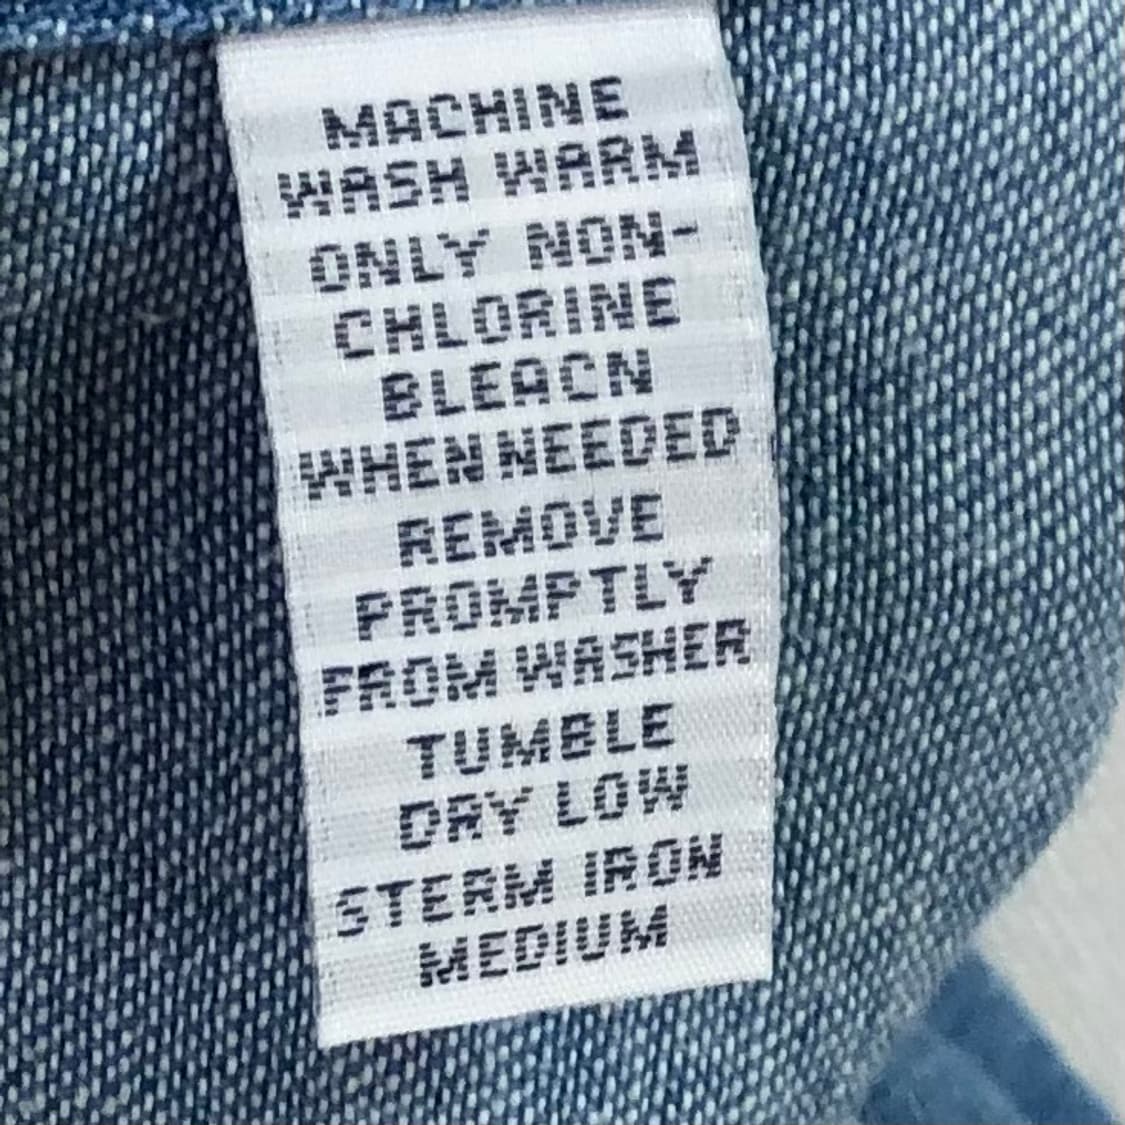 MACHINE
WASH WARM
ONLY NON-
CHLORINE
BLEACN
WHEN NEEDED
REMOVE
PROMPTLY
FROM WASHER
TUMBLE
DRY LOW
STERM IRON
MEDIUM